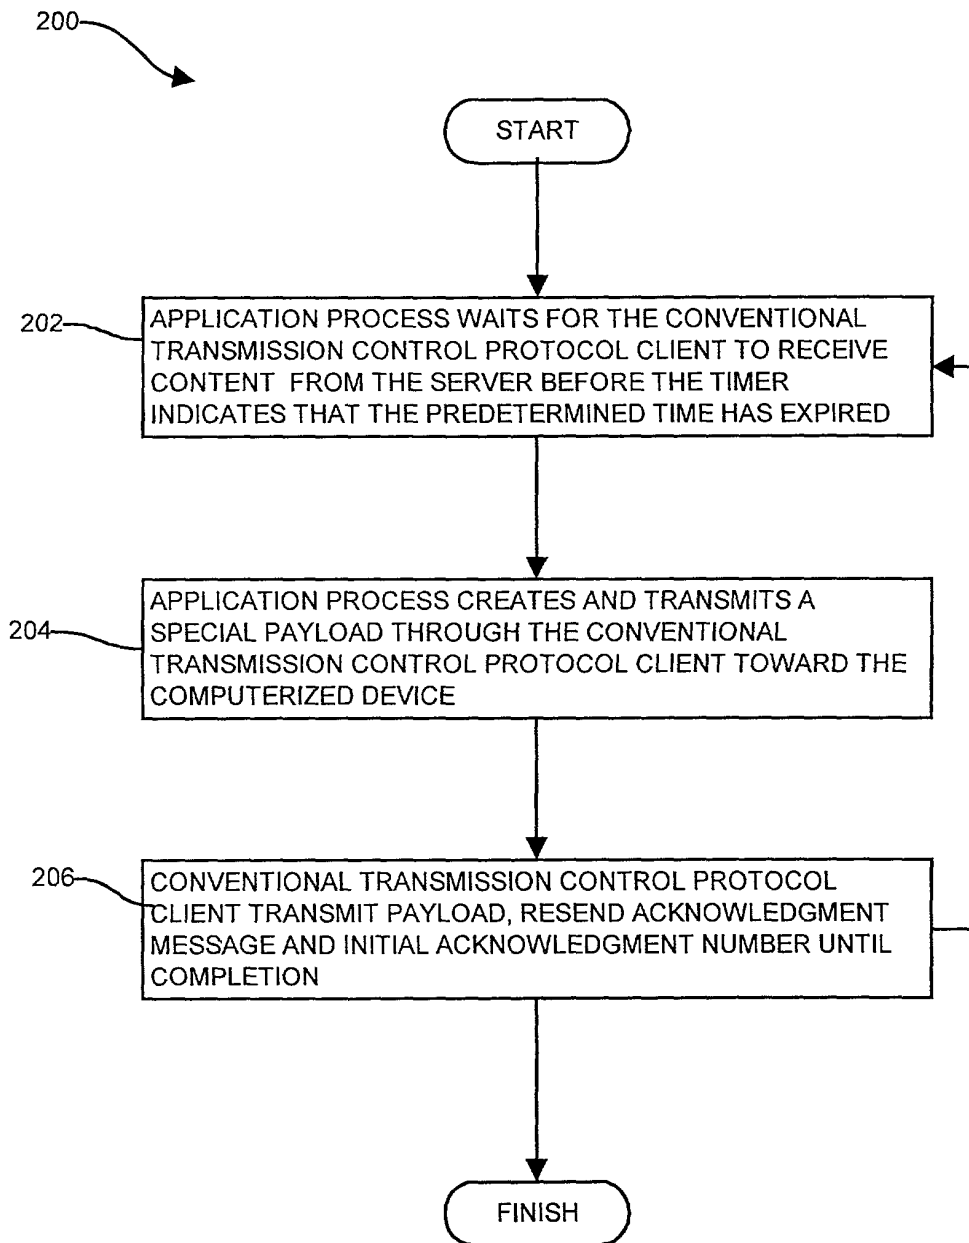 200
START
202
APPLICATION PROCESS WAITS FOR THE CONVENTIONAL
TRANSMISSION CONTROL PROTOCOL CLIENT TO RECEIVE
CONTENT FROM THE SERVER BEFORE THE TIMER
INDICATES THAT THE PREDETERMINED TIME HAS EXPIRED
204
APPLICATION PROCESS CREATES AND TRANSMITS A
SPECIAL PAYLOAD THROUGH THE CONVENTIONAL
TRANSMISSION CONTROL PROTOCOL CLIENT TOWARD THE
COMPUTERIZED DEVICE
206
CONVENTIONAL TRANSMISSION CONTROL PROTOCOL
CLIENT TRANSMIT PAYLOAD, RESEND ACKNOWLEDGMENT
MESSAGE AND INITIAL ACKNOWLEDGMENT NUMBER UNTIL
COMPLETION
FINISH